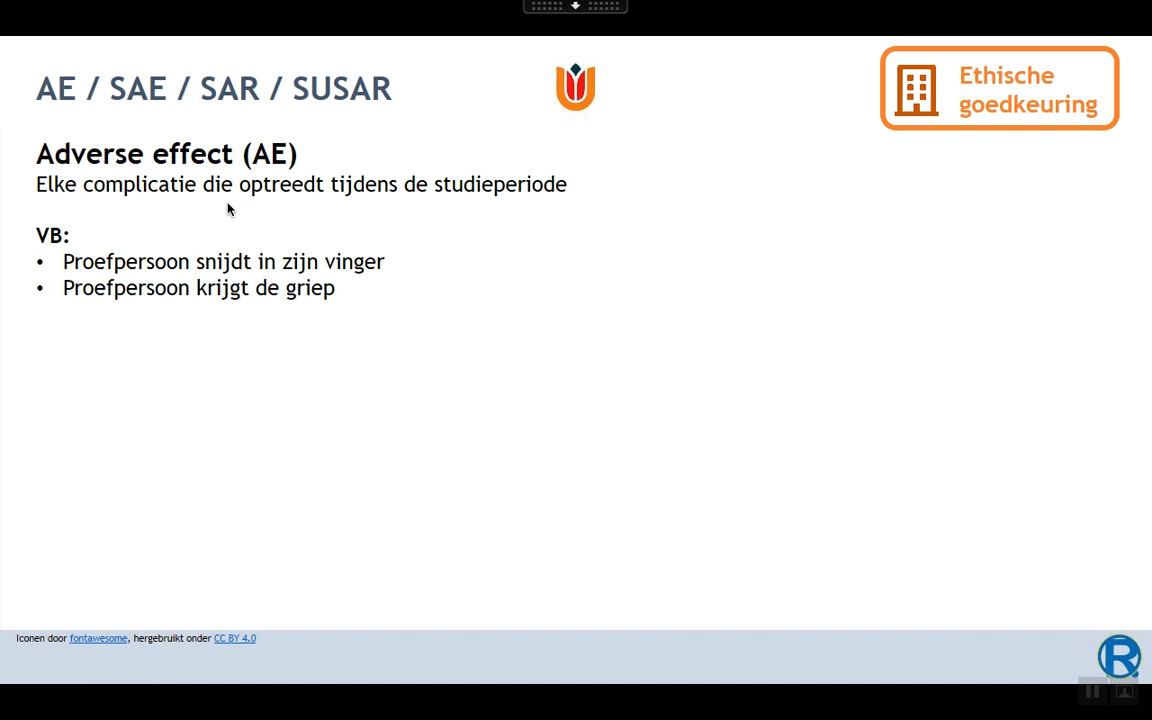 AE / SAE / SAR / SUSAR
Ethische
goedkeuring
Adverse effect (AE)
Elke complicatie die optreedt tijdens de studieperiode
VB:
• Proefpersoon snijdt in zijn vinger
• Proefpersoon krijgt de griep
Iconen door fontawesome, hergebruikt onder CC BY 4.0
R